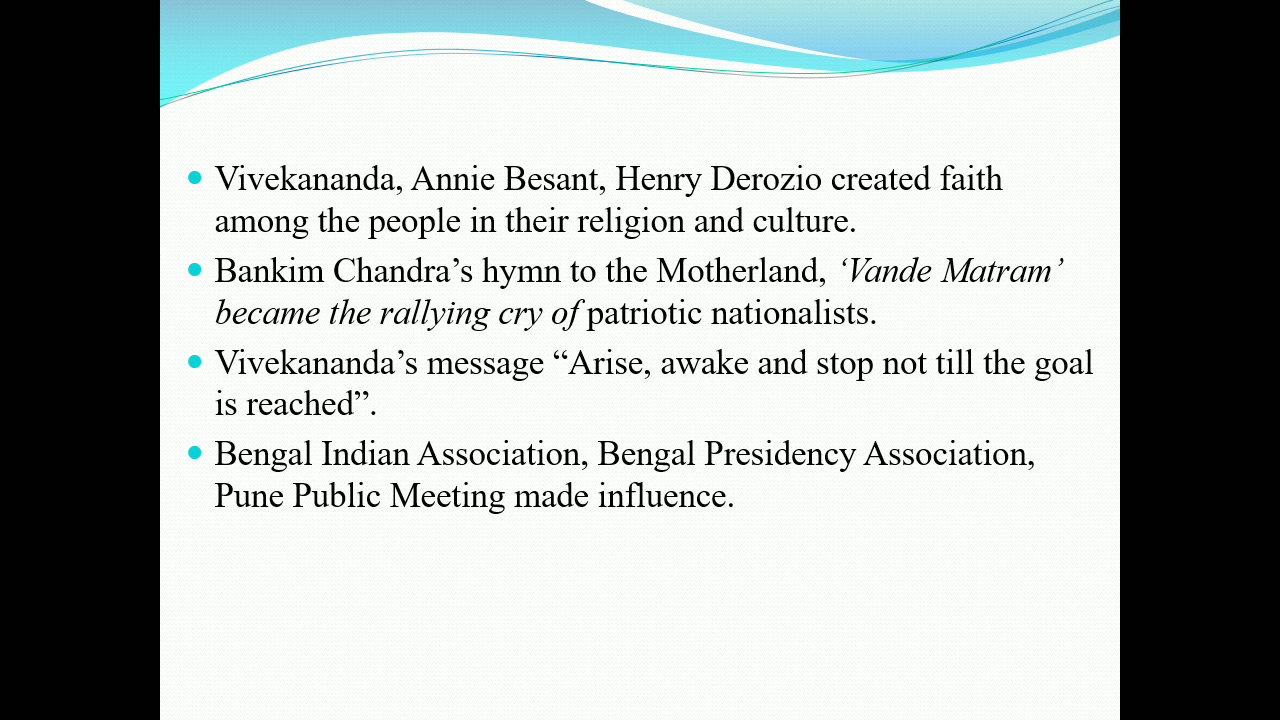 Vivekananda, Annie Besant, Henry Derozio created faith
among the people in their religion and culture.
Bankim Chandra’s hymn to the Motherland, ‘Vande Matram’
became the rallying cry of patriotic nationalists.
Vivekananda’s message “Arise, awake and stop not till the goal
is reached”.
Bengal Indian Association, Bengal Presidency Association,
Pune Public Meeting made influence.